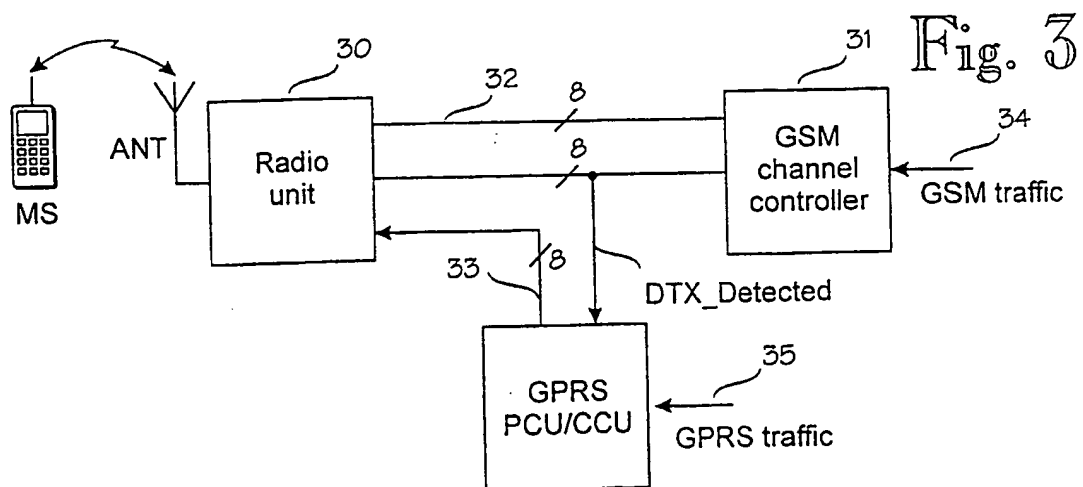 Fig. 3
30
31
32
8
34
ANT
Radio
unit
8
GSM
channel
controller
GSM traffic
MS
33
8
DTX_Detected
35
GPRS
PCU/CCU
GPRS traffic